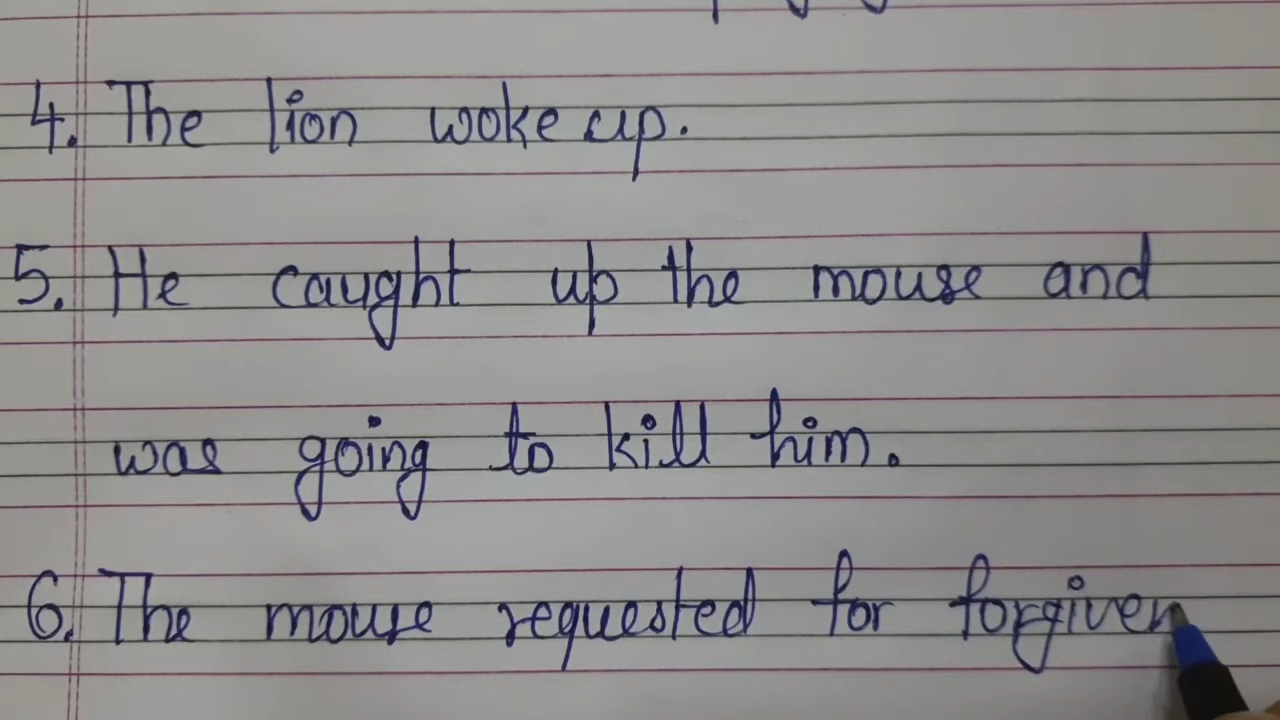 4. The lion woke up.
5. He caught up the mouse and
was going to kill him.
6. The mouse requested for forgiven